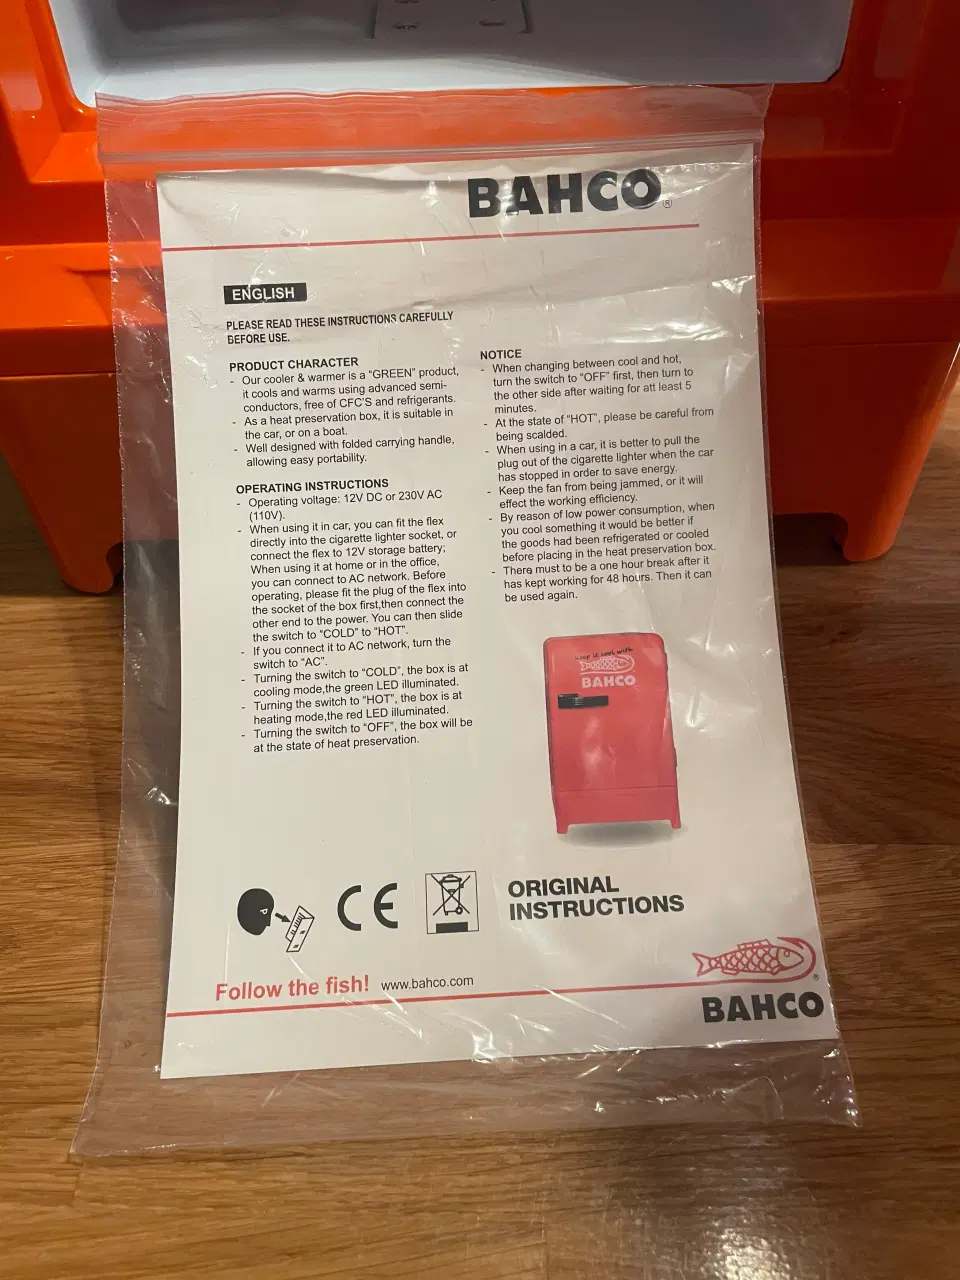 BAHCO®
ENGLISH
PLEASE READ THESE INSTRUCTIONS CAREFULLY
BEFORE USE.
PRODUCT CHARACTER
- Our cooler & warmer is a “GREEN” product,
it cools and warms using advanced semi-
conductors, free of CFC'S and refrigerants.
- As a heat preservation box, it is suitable in
the car, or on a boat.
- Well designed with folded carrying handle,
allowing easy portability.
OPERATING INSTRUCTIONS
- Operating voltage: 12V DC or 230V AC
(110V).
- When using it in car, you can fit the flex
directly into the cigarette lighter socket, or
connect the flex to 12V storage battery;
When using it at home or in the office,
you can connect to AC network. Before
operating, please fit the plug of the flex into
the socket of the box first,then connect the
other end to the power. You can then slide
the switch to “COLD” to “HOT”.
- If you connect it to AC network, turn the
switch to “AC”.
- Turning the switch to “COLD”, the box is at
cooling mode,the green LED illuminated.
- Turning the switch to “HOT”, the box is at
heating mode,the red LED illuminated.
- Turning the switch to “OFF”, the box will be
at the state of heat preservation.
NOTICE
- When changing between cool and hot,
turn the switch to “OFF” first, then turn to
the other side after waiting for att least 5
minutes.
- At the state of “HOT”, please be careful from
being scalded.
- When using in a car, it is better to pull the
plug out of the cigarette lighter when the car
has stopped in order to save energy.
- Keep the fan from being jammed, or it will
effect the working efficiency.
- By reason of low power consumption, when
you cool something it would be better if
the goods had been refrigerated or cooled
before placing in the heat preservation box.
- There must to be a one hour break after it
has kept working for 48 hours. Then it can
be used again.
keep it cool with
BAHCO
CE
ORIGINAL
INSTRUCTIONS
Follow the fish! www.bahco.com
®
BAHCO